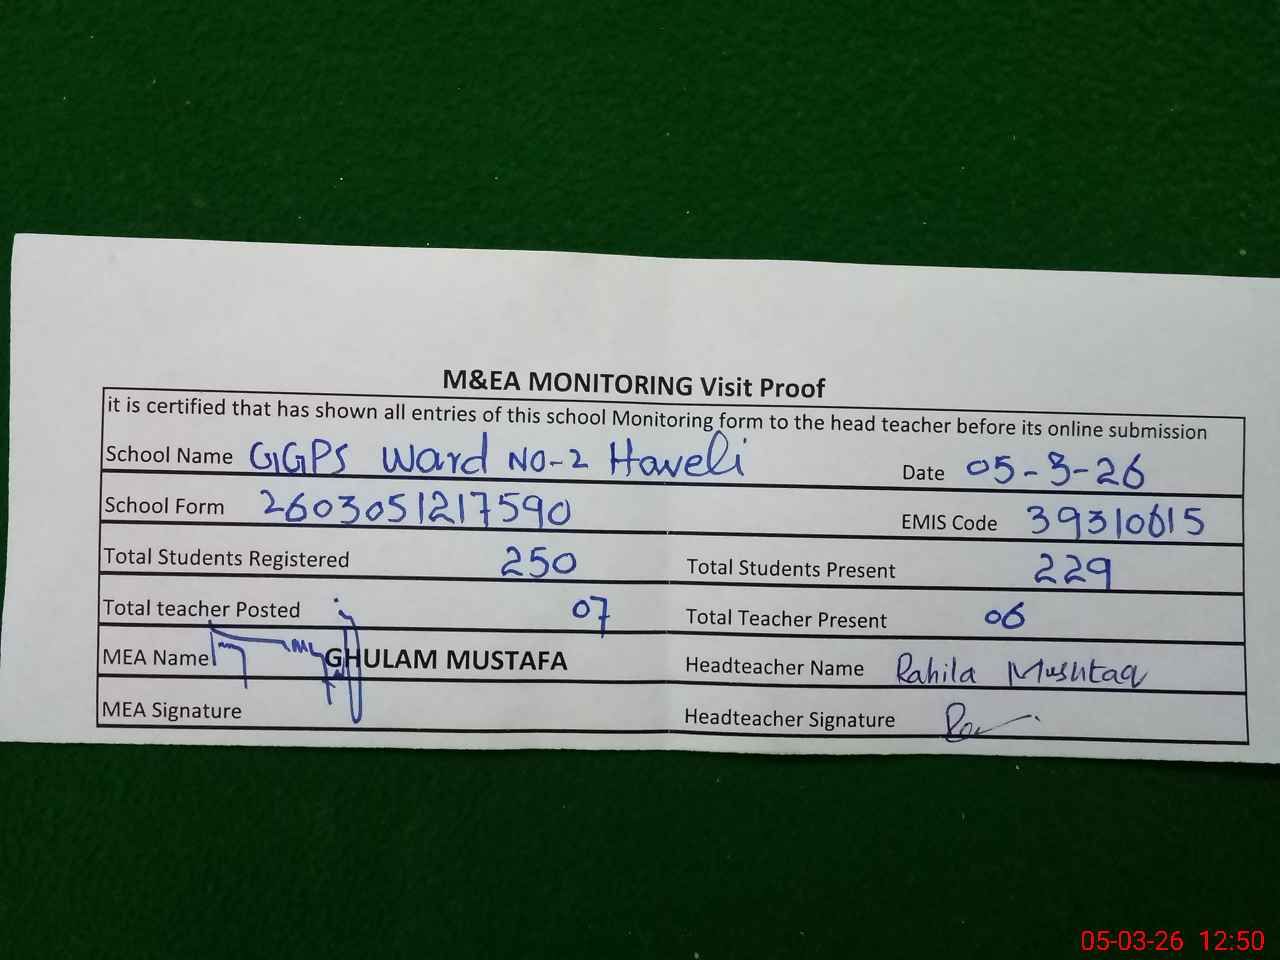 M&EA MONITORING Visit Proof
it is certified that has shown all entries of this school Monitoring form to the head teacher before its online submission
School Name GGPS Ward NO-2 Haveli Date 05-3-26
School Form 2603051217590 EMIS Code 39310615
Total Students Registered 250 Total Students Present 229
Total teacher Posted 07 Total Teacher Present 06
MEA Name GHULAM MUSTAFA Headteacher Name Rahila Mushtaq
MEA Signature Headteacher Signature
05-03-26 12:50